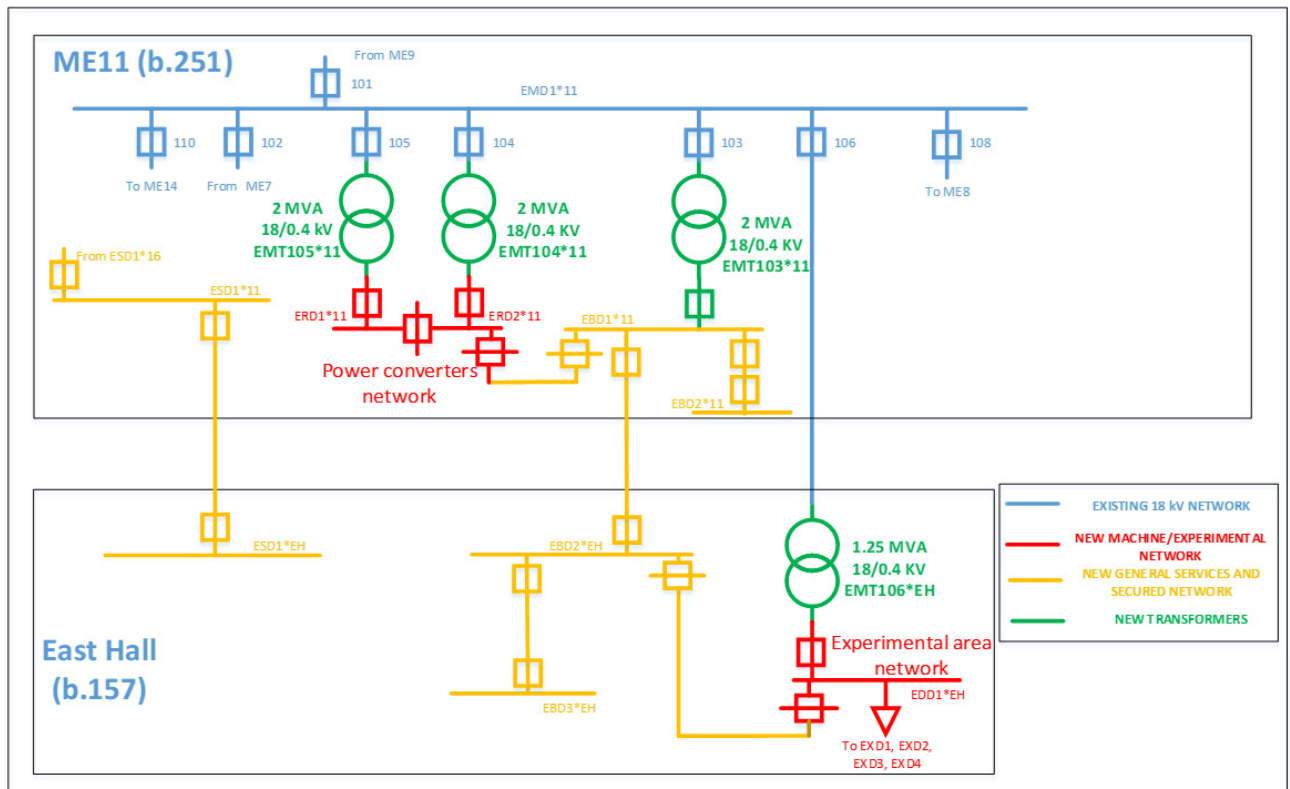 ME11 (b.251)
From ME9
101
EMD1*11
110
102
105
104
103
106
108
To ME14
From ME7
To ME8
2 MVA
18/0.4 kV
EMT105*11
2 MVA
18/0.4 KV
EMT104*11
2 MVA
18/0.4 KV
EMT103*11
From ESD1*16
ESD1*11
ERD1*11
ERD2*11
EBD1*11
Power converters
network
EBD2*11
ESD1*EH
EBD2*EH
1.25 MVA
18/0.4 KV
EMT106*EH
EXISTING 18 kV NETWORK
NEW MACHINE/EXPERIMENTAL
NETWORK
NEW GENERAL SERVICES AND
SECURED NETWORK
NEW TRANSFORMERS
East Hall
(b.157)
Experimental area
network
EBD3*EH
EDD1*EH
To EXD1, EXD2,
EXD3, EXD4